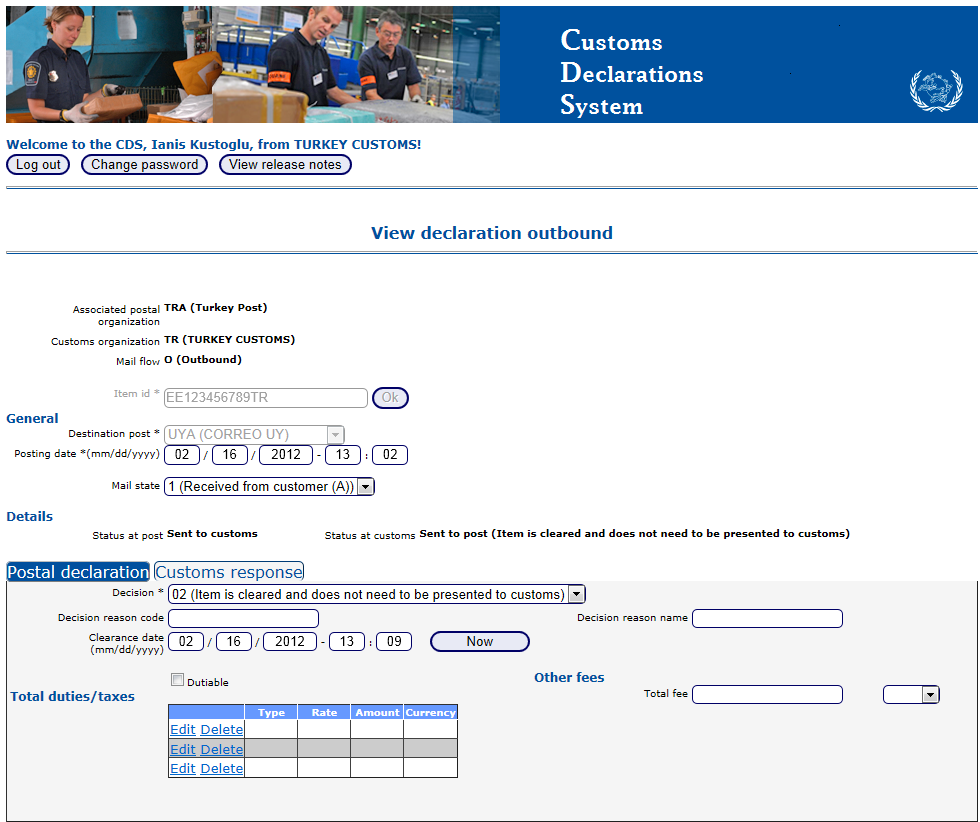 Customs
Declarations
System
Welcome to the CDS, Ianis Kustoglu, from TURKEY CUSTOMS!
Log out Change password View release notes
View declaration outbound
Associated postal organization TRA (Turkey Post)
Customs organization TR (TURKEY CUSTOMS)
Mail flow O (Outbound)
Item id * EE123456789TR Ok
General
Destination post * UYA (CORREO UY)
Posting date *(mm/dd/yyyy) 02 / 16 / 2012 - 13 : 02
Mail state 1 (Received from customer (A))
Details
Status at post Sent to customs Status at customs Sent to post (Item is cleared and does not need to be presented to customs)
Postal declaration Customs response
Decision * 02 (Item is cleared and does not need to be presented to customs)
Decision reason code Decision reason name
Clearance date (mm/dd/yyyy) 02 / 16 / 2012 - 13 : 09 Now
Dutiable Other fees
Total duties/taxes Total fee
Type Rate Amount Currency
Edit Delete
Edit Delete
Edit Delete